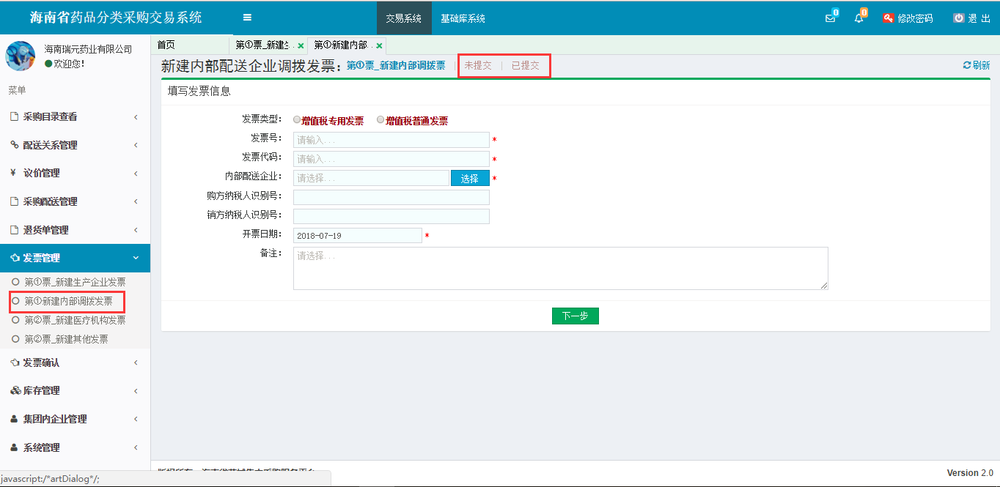 海南省药品分类采购交易系统
交易系统
基础库系统
0
0
修改密码
退 出
海南瑞元药业有限公司
欢迎您！
菜单
采购目录查看
配送关系管理
¥ 议价管理
采购配送管理
退货单管理
发票管理
第①票_新建生产企业发票
第①新建内部调拨发票
第②票_新建医疗机构发票
第②票_新建其他发票
发票确认
库存管理
集团内企业管理
系统管理
首页
第①票_新建生..
第①新建内部..
新建内部配送企业调拨发票：第①票_新建内部调拨票 | 未提交 | 已提交
刷新
填写发票信息
发票类型： 增值税专用发票 增值税普通发票
发票号： 请输入... *
发票代码： 请输入... *
内部配送企业： 请选择... 选择 *
购方纳税人识别号：
销方纳税人识别号：
开票日期： 2018-07-19 *
备注： 请选择...
下一步
Version 2.0
javascript:/*artDialog*/;